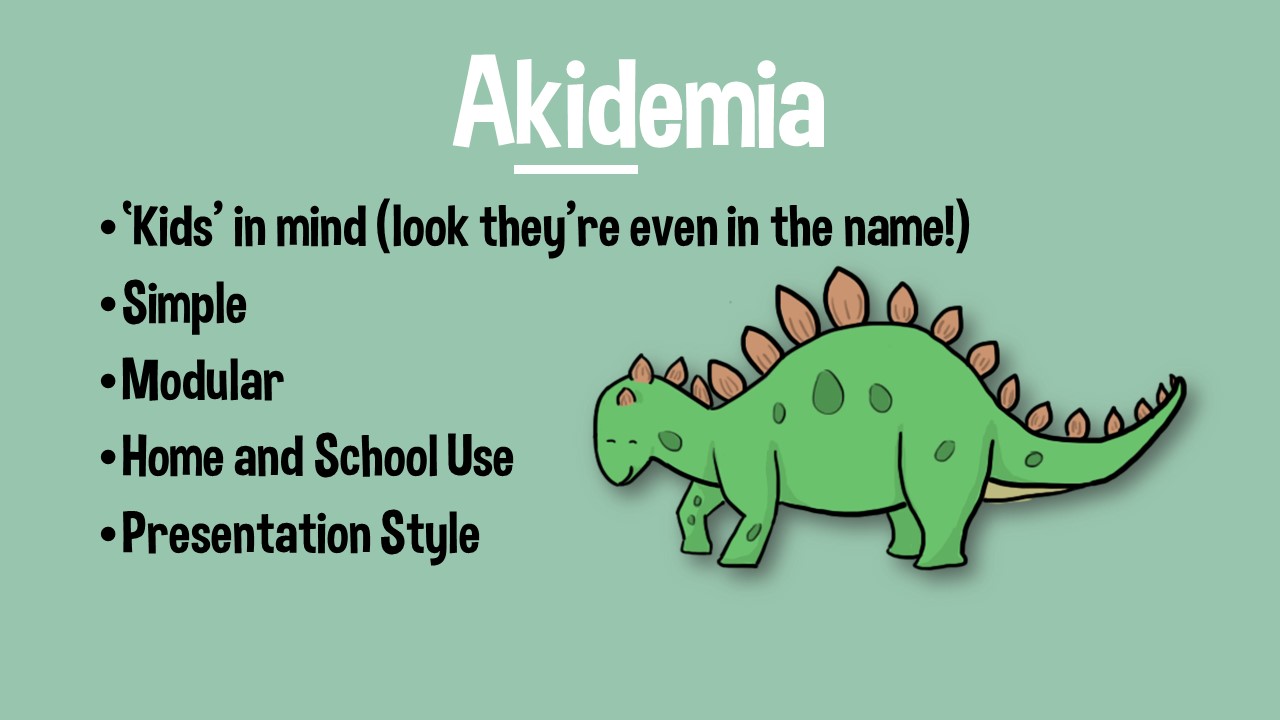 Akidemia
• ‘Kids’ in mind (look they’re even in the name!)
• Simple
• Modular
• Home and School Use
• Presentation Style